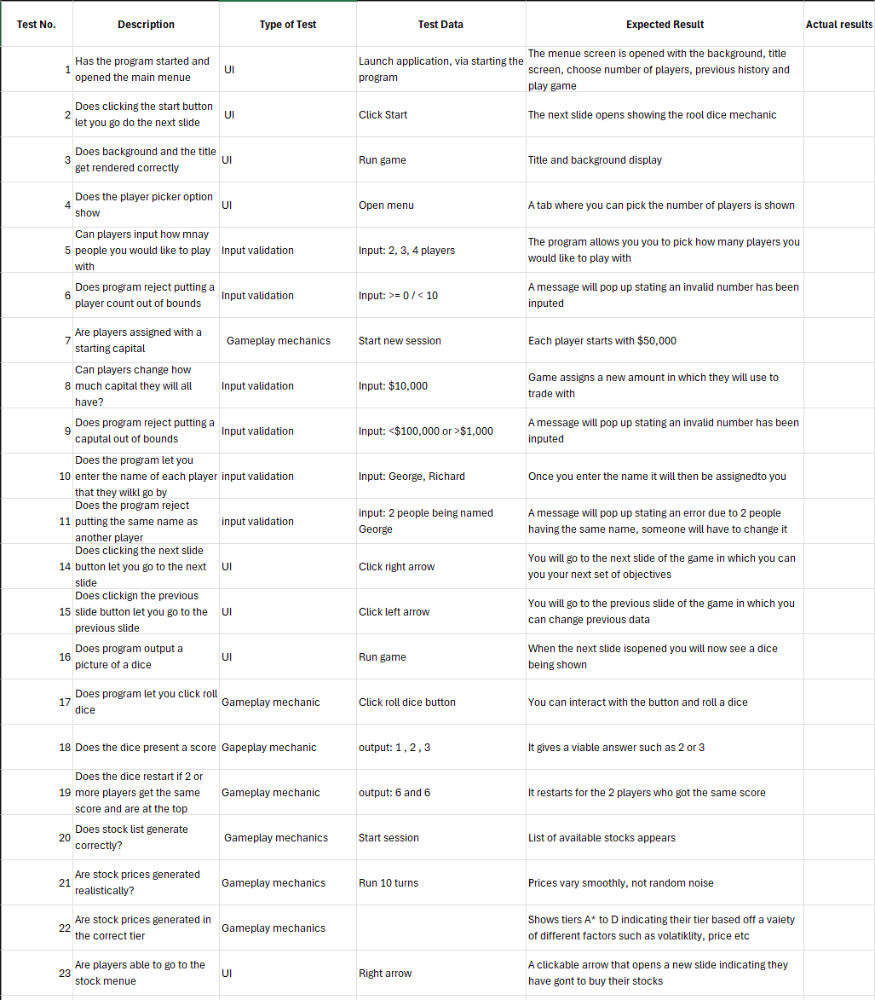 Test No. Description Type of Test Test Data Expected Result Actual results
1 Has the program started and opened the main menue UI Launch application, via starting the program The menue screen is opened with the background, title screen, choose number of players, previous history and play game
2 Does clicking the start button let you go do the next slide UI Click Start The next slide opens showing the rool dice mechanic
3 Does background and the title get rendered correctly UI Run game Title and background display
4 Does the player picker option show UI Open menu A tab where you can pick the number of players is shown
5 Can players input how mnay people you would like to play with Input validation Input: 2, 3, 4 players The program allows you you to pick how many players you would like to play with
6 Does program reject putting a player count out of bounds Input validation Input: >= 0 / < 10 A message will pop up stating an invalid number has been inputed
7 Are players assigned with a starting capital Gameplay mechanics Start new session Each player starts with $50,000
8 Can players change how much capital they will all have? Input validation Input: $10,000 Game assigns a new amount in which they will use to trade with
9 Does program reject putting a caputal out of bounds Input validation Input: <$100,000 or >$1,000 A message will pop up stating an invalid number has been inputed
10 Does the program let you enter the name of each player that they wilkl go by input validation Input: George, Richard Once you enter the name it will then be assignedto you
11 Does the program reject putting the same name as another player input validation input: 2 people being named George A message will pop up stating an error due to 2 people having the same name, someone will have to change it
14 Does clicking the next slide button let you go to the next slide UI Click right arrow You will go to the next slide of the game in which you can you your next set of objectives
15 Does clickign the previous slide button let you go to the previous slide UI Click left arrow You will go to the previous slide of the game in which you can change previous data
16 Does program output a picture of a dice UI Run game When the next slide isopened you will now see a dice being shown
17 Does program let you click roll dice Gameplay mechanic Click roll dice button You can interact with the button and roll a dice
18 Does the dice present a score Gapeplay mechanic output: 1 , 2 , 3 It gives a viable answer such as 2 or 3
19 Does the dice restart if 2 or more players get the same score and are at the top Gameplay mechanic output: 6 and 6 It restarts for the 2 players who got the same score
20 Does stock list generate correctly? Gameplay mechanics Start session List of available stocks appears
21 Are stock prices generated realistically? Gameplay mechanics Run 10 turns Prices vary smoothly, not random noise
22 Are stock prices generated in the correct tier Gameplay mechanics Shows tiers A* to D indicating their tier based off a vaiety of different factors such as volatiklity, price etc
23 Are players able to go to the stock menue UI Right arrow A clickable arrow that opens a new slide indicating they have gont to buy their stocks